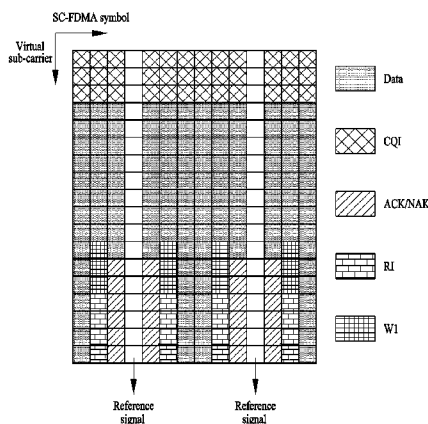 SC-FDMA symbol
Virtual
sub-carrier
Data
CQI
ACK/NAK
RI
W1
Reference
signal
Reference
signal